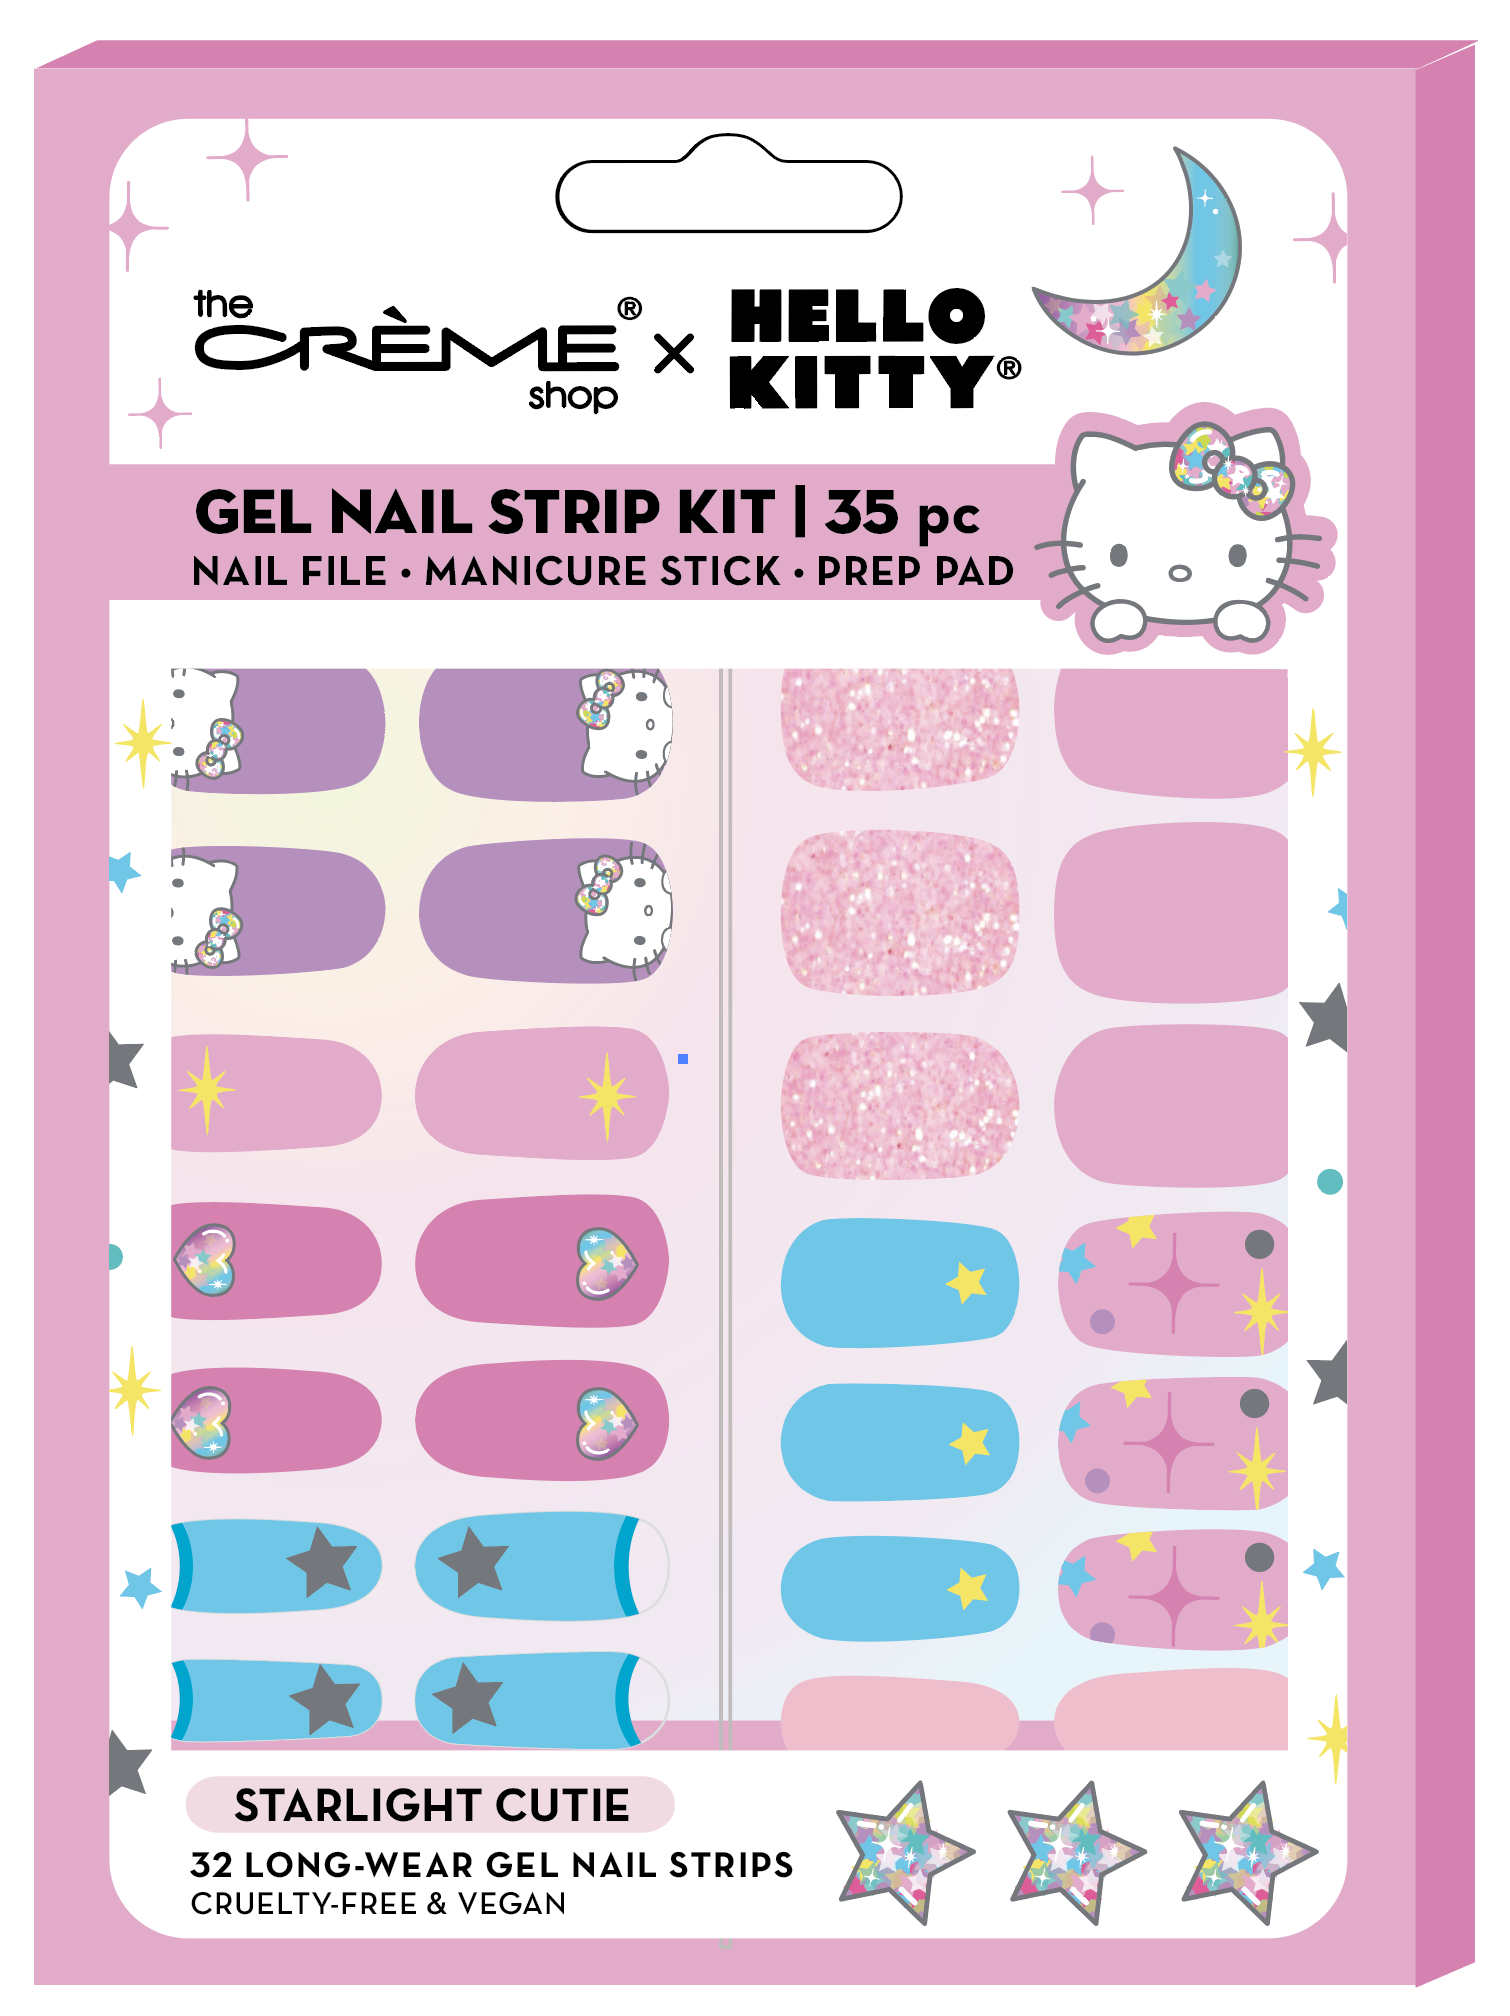 the
CRÈME®
shop
×
HELLO
KITTY®
GEL NAIL STRIP KIT | 35 pc
NAIL FILE • MANICURE STICK • PREP PAD
STARLIGHT CUTIE
32 LONG-WEAR GEL NAIL STRIPS
CRUELTY-FREE & VEGAN